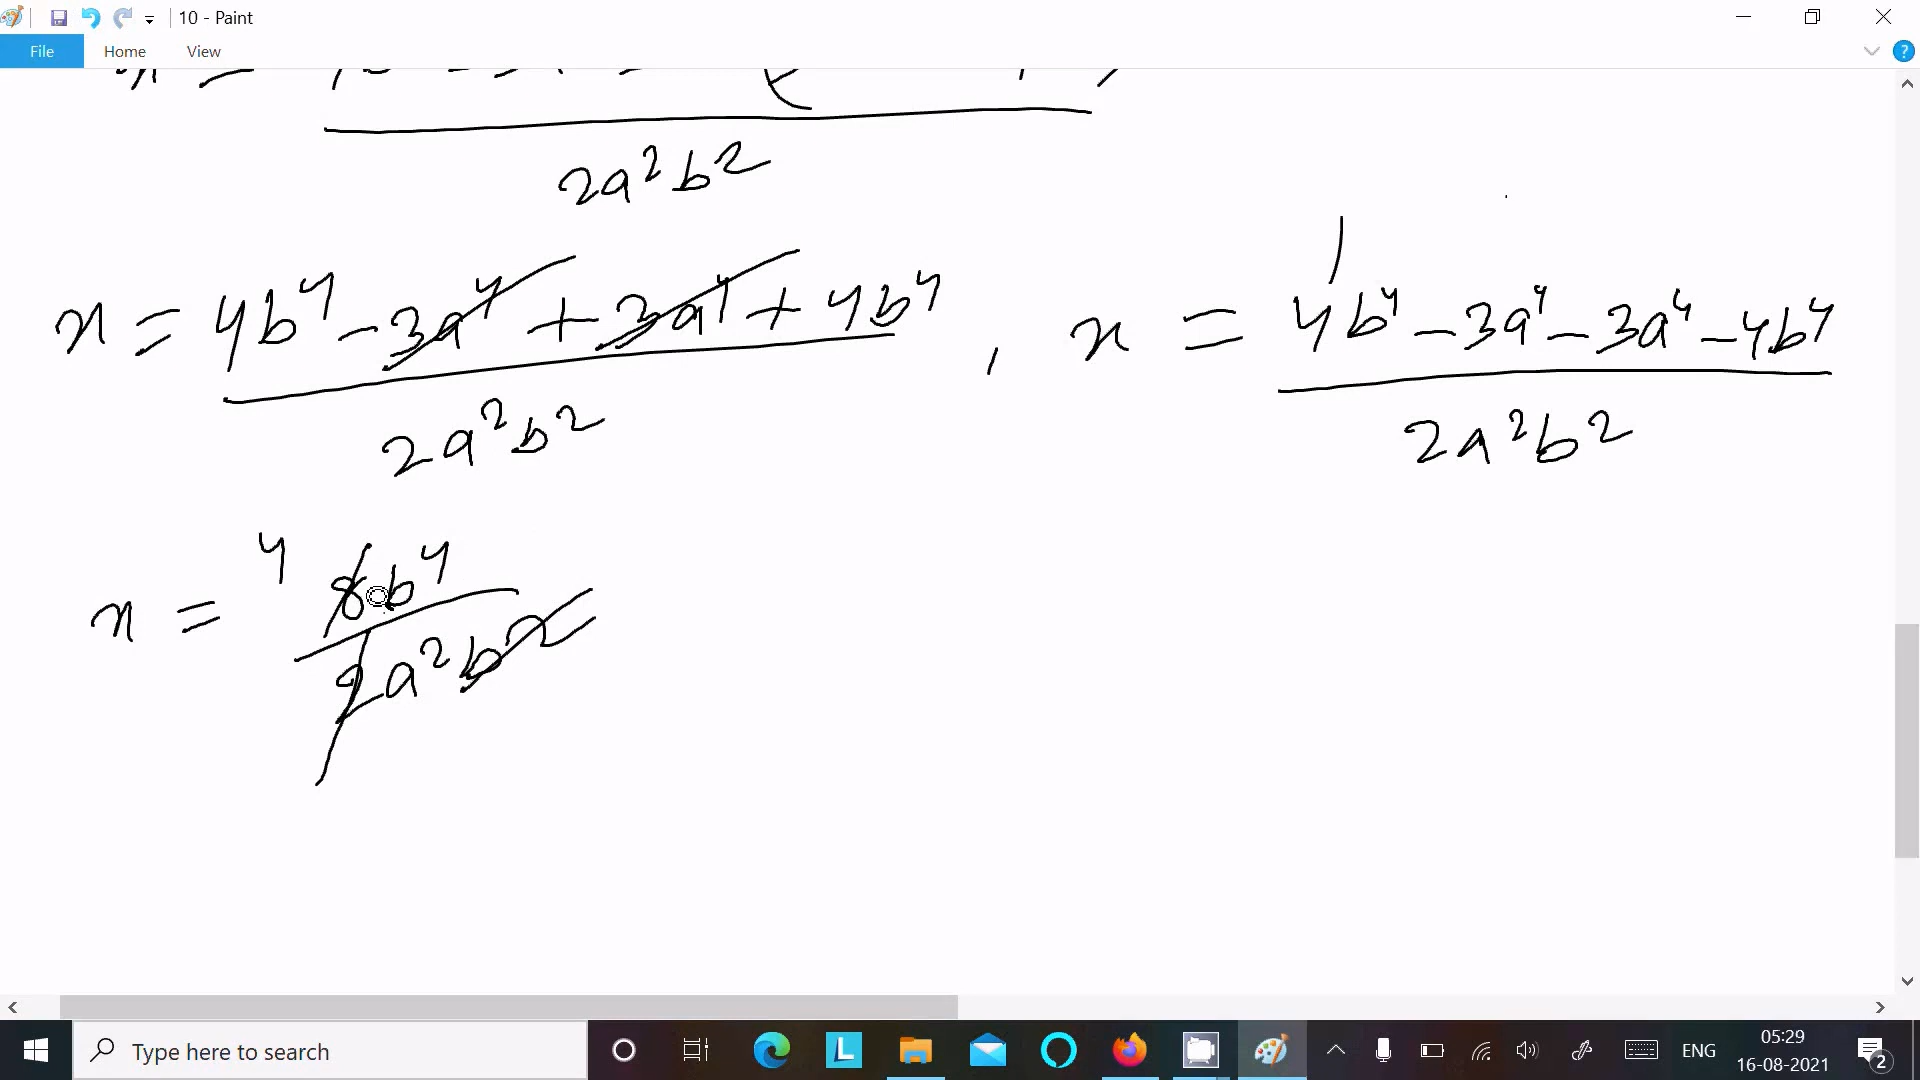 10 - Paint
File Home View
2a²b²
x = 4b⁴ - 3a⁴ + 3a⁴ + 4b⁴ , x = 4b⁴ - 3a⁴ - 3a⁴ - 4b⁴
2a²b² 2a²b²
4 8b⁴
x =
2a²b²
Type here to search
ENG
05:29
16-08-2021
2